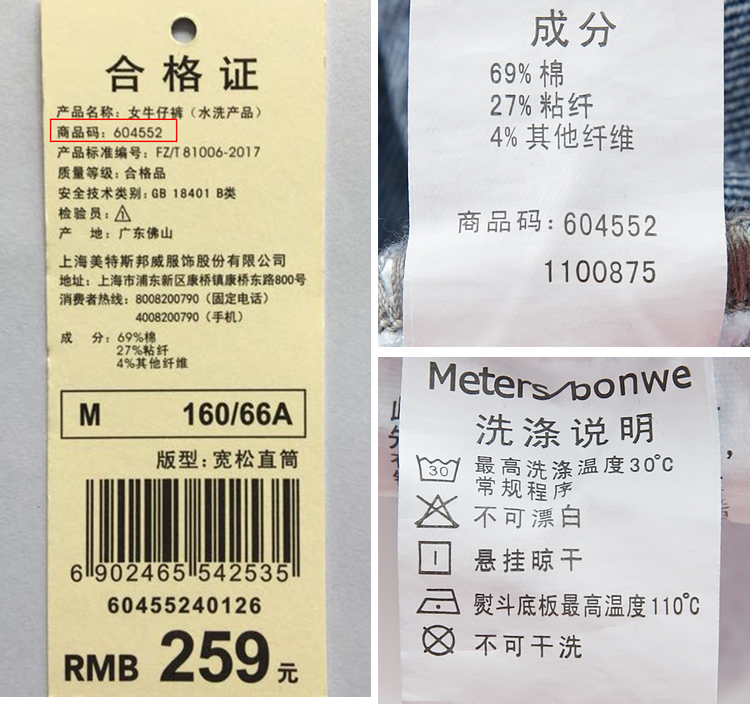 合格证
产品名称：女牛仔裤（水洗产品）
商品码：604552
产品标准编号：FZ/T 81006-2017
质量等级：合格品
安全技术类别：GB 18401 B类
检验员：1
产　地：广东佛山
上海美特斯邦威服饰股份有限公司
地址：上海市浦东新区康桥镇康桥东路800号
消费者热线：8008200790（固定电话）
4008200790（手机）
成　分：69%棉
27%粘纤
4%其他纤维
M 160/66A
版型：宽松直筒
6 902465 542535
60455240126
RMB 259元
成分
69%棉
27%粘纤
4%其他纤维
商品码：604552
1100875
Meters/bonwe
洗涤说明
30 最高洗涤温度30℃
常规程序
不可漂白
悬挂晾干
熨斗底板最高温度110℃
不可干洗